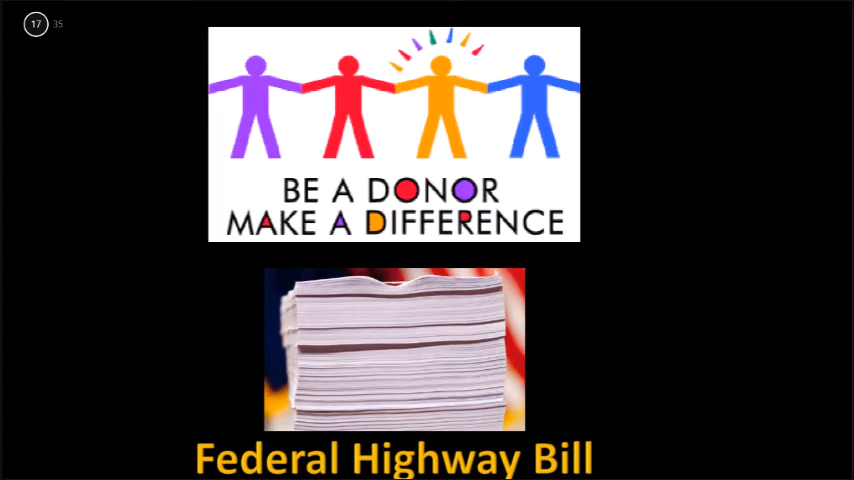 17 35
BE A DONOR
MAKE A DIFFERENCE
Federal Highway Bill